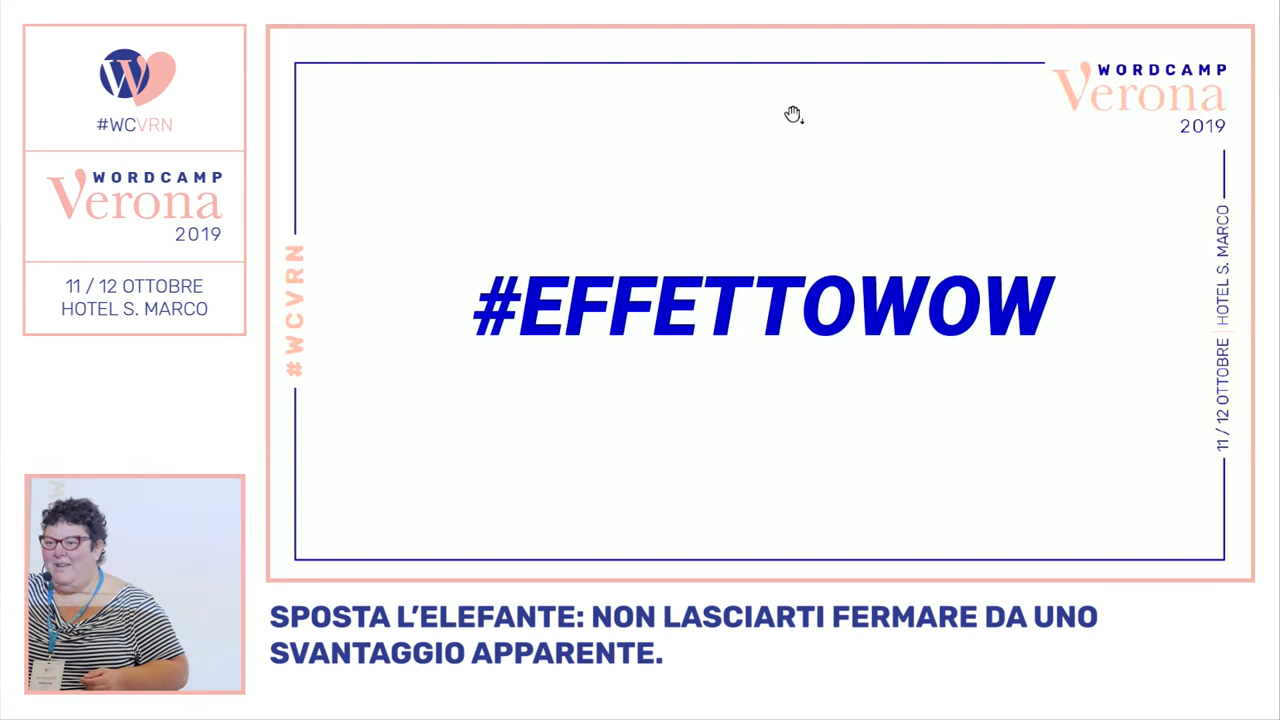 #WCVRN
WORDCAMP
Verona
2019
11 / 12 OTTOBRE
HOTEL S. MARCO
WORDCAMP
Verona
2019
#WCVRN
#EFFETTOWOW
11 / 12 OTTOBRE | HOTEL S. MARCO
SPOSTA L'ELEFANTE: NON LASCIARTI FERMARE DA UNO
SVANTAGGIO APPARENTE.